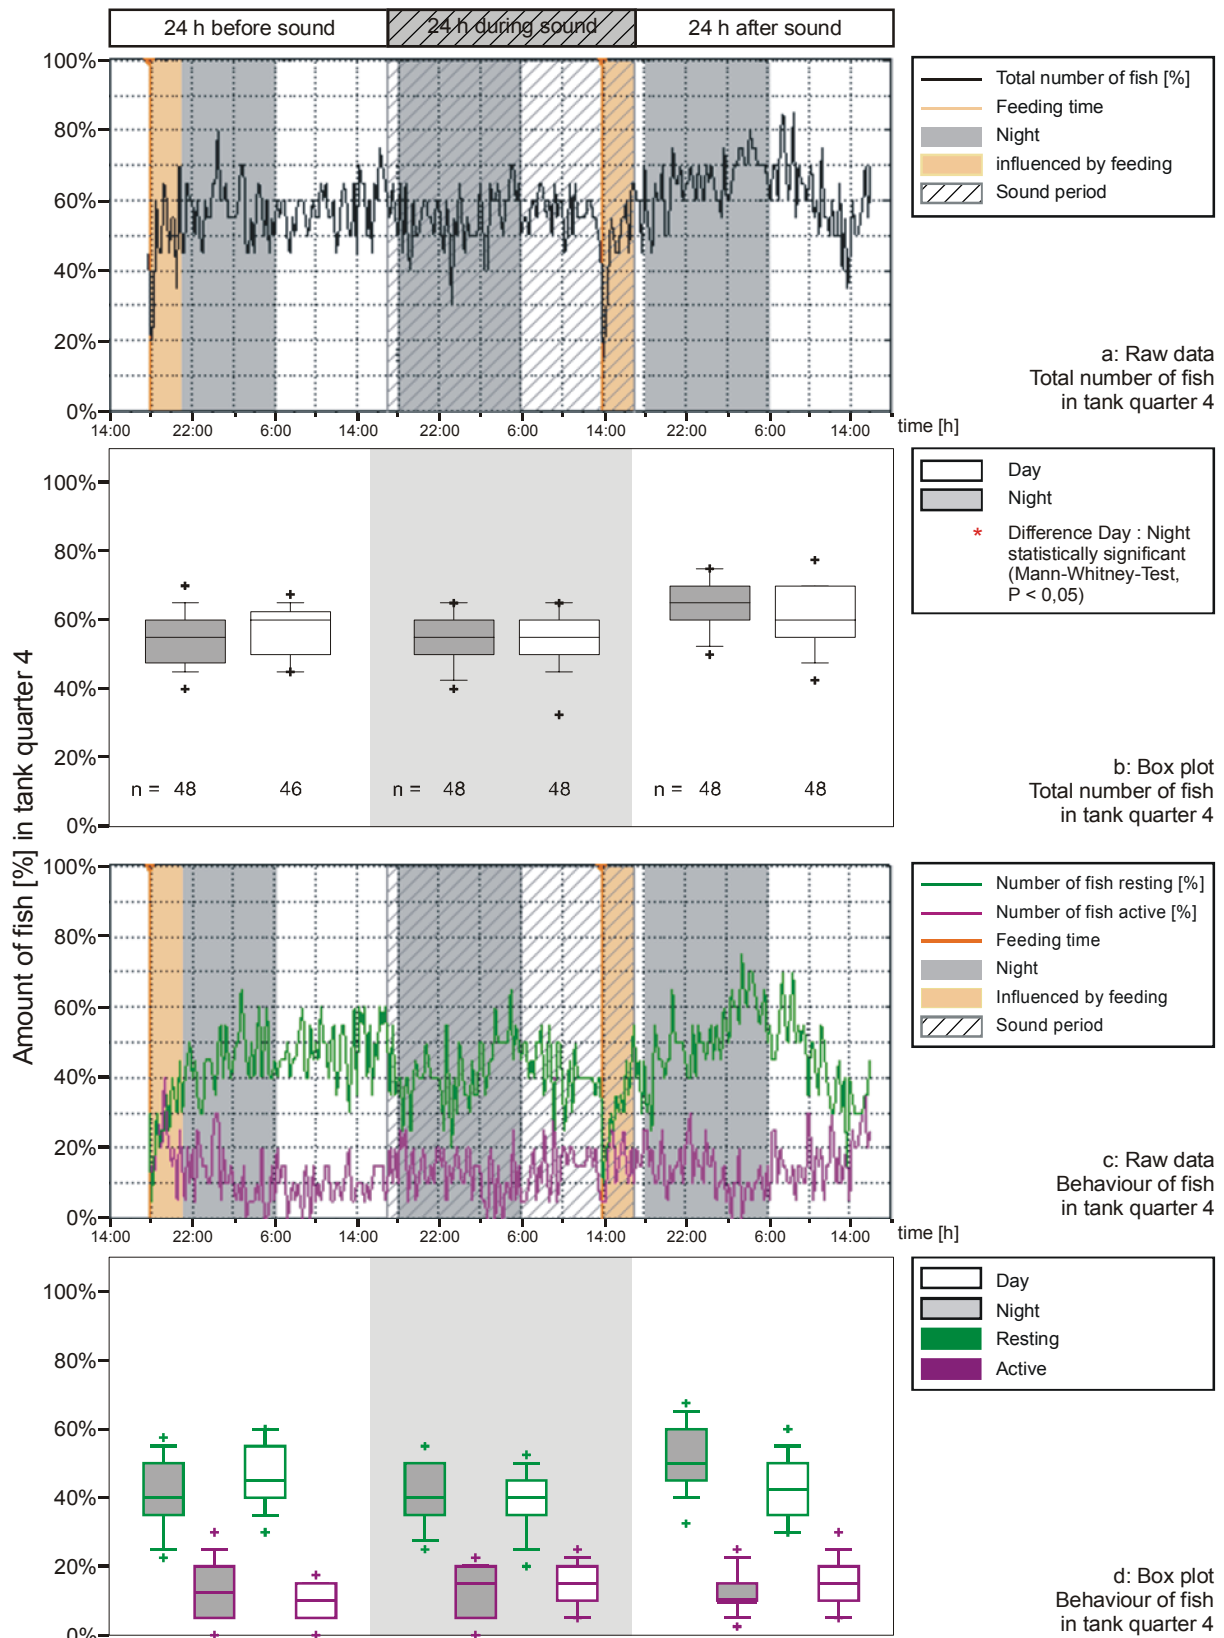 24 h before sound
24 h during sound
24 h after sound
Amount of fish [%] in tank quarter 4
100%
80%
60%
40%
20%
0%
14:00
22:00
6:00
14:00
22:00
6:00
14:00
22:00
6:00
14:00
time [h]
Total number of fish [%]
Feeding time
Night
influenced by feeding
Sound period
a: Raw data
Total number of fish
in tank quarter 4
100%
80%
60%
40%
20%
0%
n = 48
46
n = 48
48
n = 48
48
Day
Night
* Difference Day : Night
statistically significant
(Mann-Whitney-Test,
P < 0,05)
b: Box plot
Total number of fish
in tank quarter 4
100%
80%
60%
40%
20%
0%
14:00
22:00
6:00
14:00
22:00
6:00
14:00
22:00
6:00
14:00
time [h]
Number of fish resting [%]
Number of fish active [%]
Feeding time
Night
Influenced by feeding
Sound period
c: Raw data
Behaviour of fish
in tank quarter 4
100%
80%
60%
40%
20%
0%
Day
Night
Resting
Active
d: Box plot
Behaviour of fish
in tank quarter 4